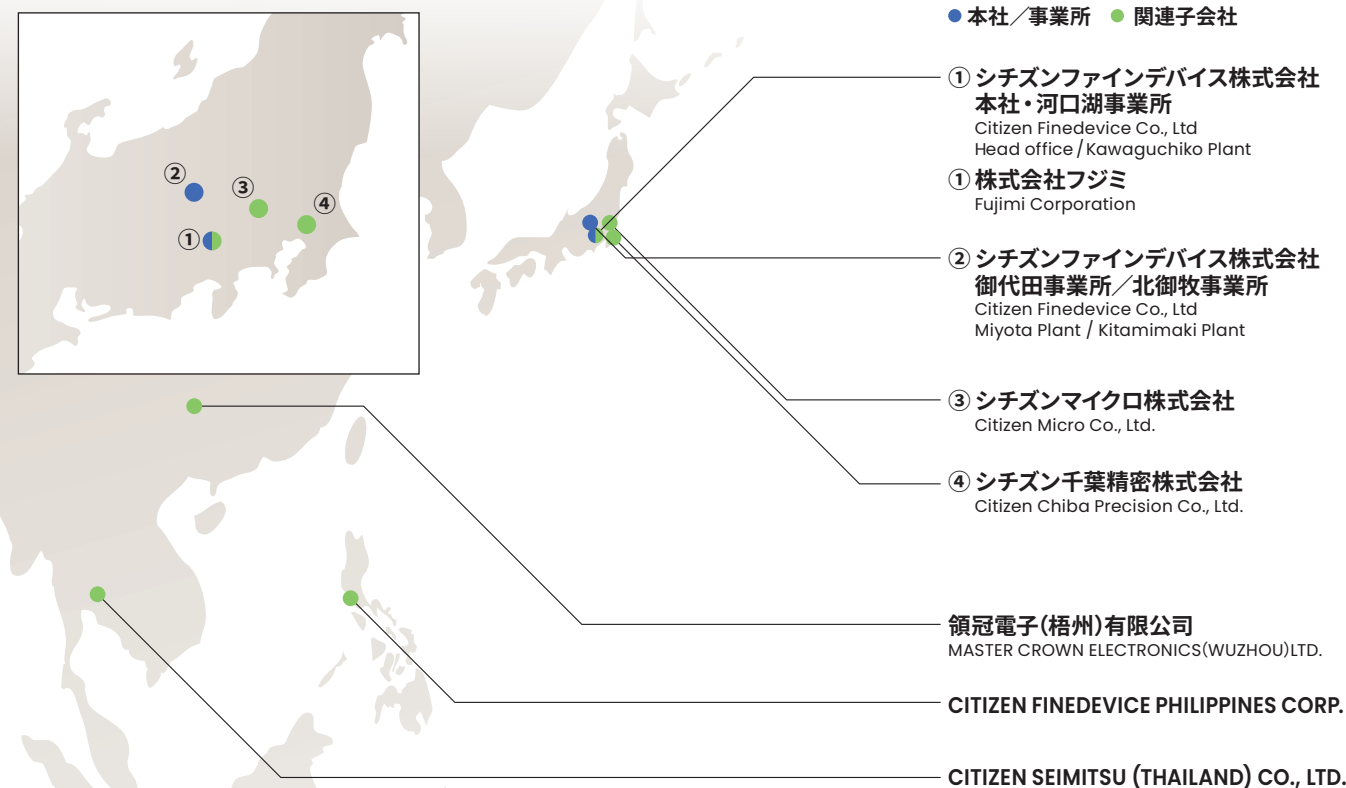 本社／事業所 関連子会社
① シチズンファインデバイス株式会社
本社・河口湖事業所
Citizen Finedevice Co., Ltd
Head office / Kawaguchiko Plant
① 株式会社フジミ
Fujimi Corporation
② シチズンファインデバイス株式会社
御代田事業所／北御牧事業所
Citizen Finedevice Co., Ltd
Miyota Plant / Kitamimaki Plant
③ シチズンマイクロ株式会社
Citizen Micro Co., Ltd.
④ シチズン千葉精密株式会社
Citizen Chiba Precision Co., Ltd.
領冠電子（梧州）有限公司
MASTER CROWN ELECTRONICS(WUZHOU)LTD.
CITIZEN FINEDEVICE PHILIPPINES CORP.
CITIZEN SEIMITSU (THAILAND) CO., LTD.
②
③
④
①